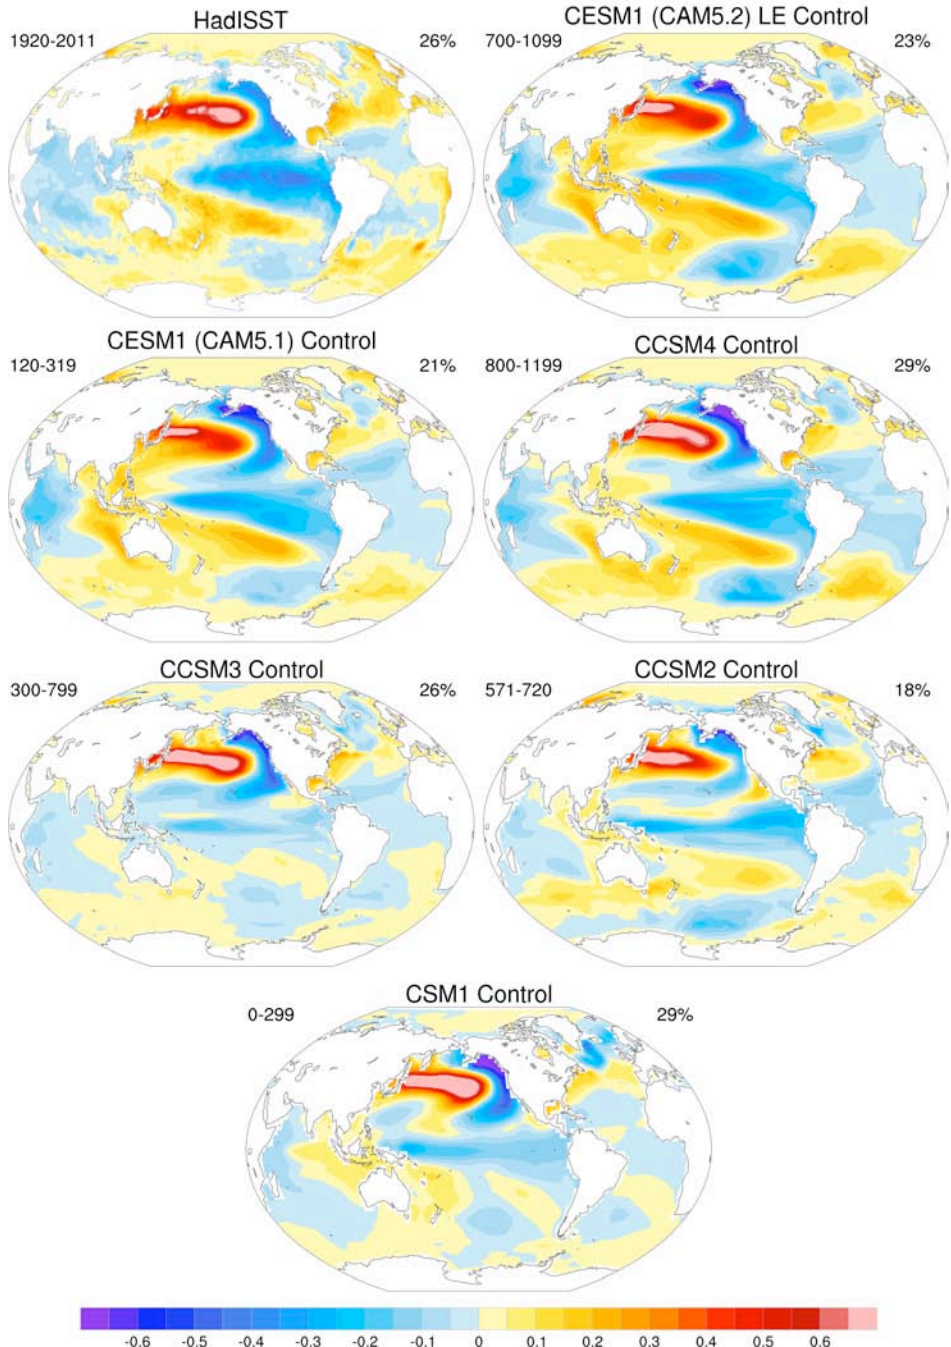 HadISST
1920-2011 26%
CESM1 (CAM5.2) LE Control
700-1099 23%
CESM1 (CAM5.1) Control
120-319 21%
CCSM4 Control
800-1199 29%
CCSM3 Control
300-799 26%
CCSM2 Control
571-720 18%
CSM1 Control
0-299 29%
-0.6 -0.5 -0.4 -0.3 -0.2 -0.1 0 0.1 0.2 0.3 0.4 0.5 0.6